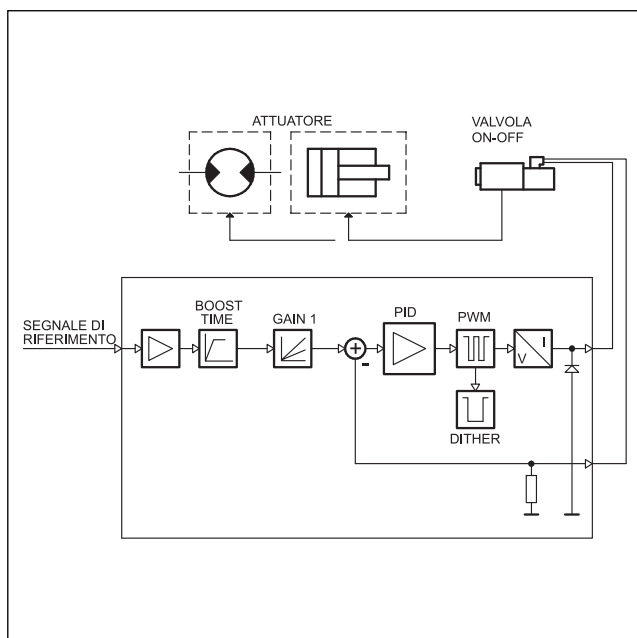 ATTUATORE
VALVOLA
ON-OFF
SEGNALE DI
RIFERIMENTO
BOOST
TIME
GAIN 1
PID
PWM
I
V
DITHER